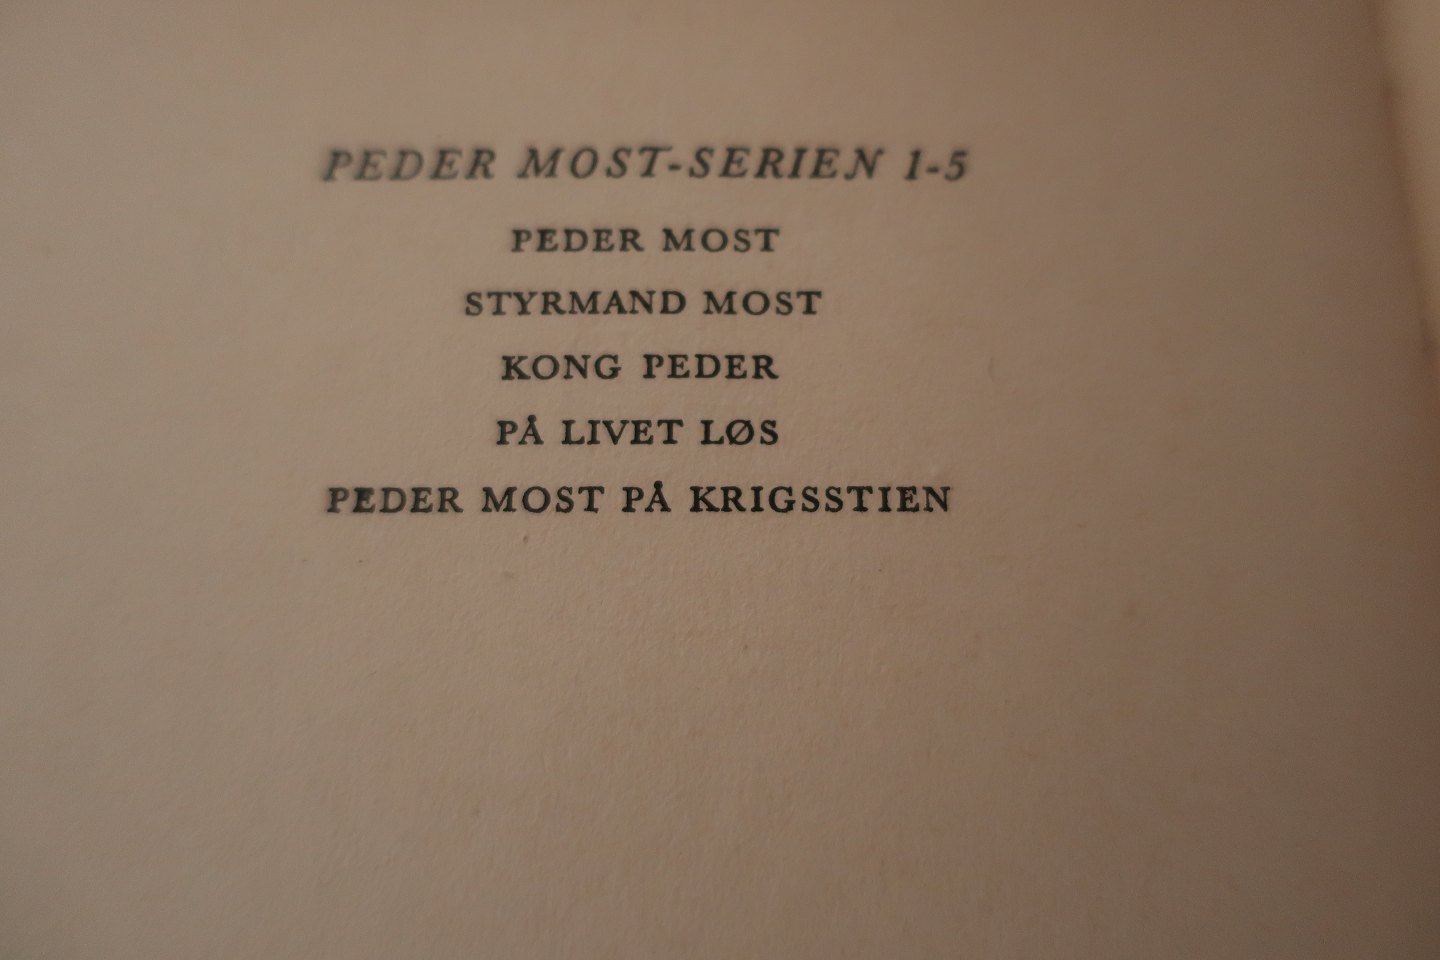 PEDER MOST-SERIEN 1-5
PEDER MOST
STYRMAND MOST
KONG PEDER
PÅ LIVET LØS
PEDER MOST PÅ KRIGSSTIEN